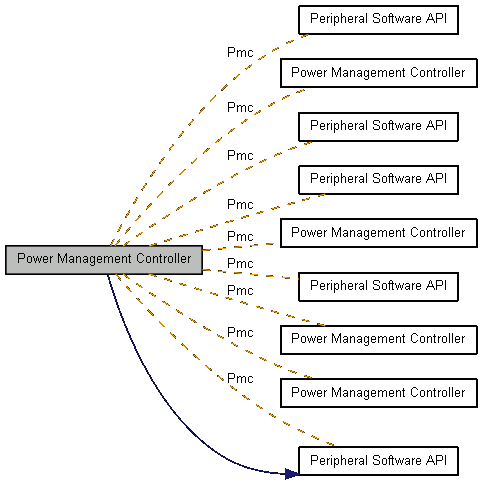 Peripheral Software API
Pmc
Power Management Controller
Pmc
Peripheral Software API
Pmc
Peripheral Software API
Pmc
Power Management Controller
Pmc
Power Management Controller
Pmc
Peripheral Software API
Pmc
Power Management Controller
Pmc
Power Management Controller
Pmc
Peripheral Software API